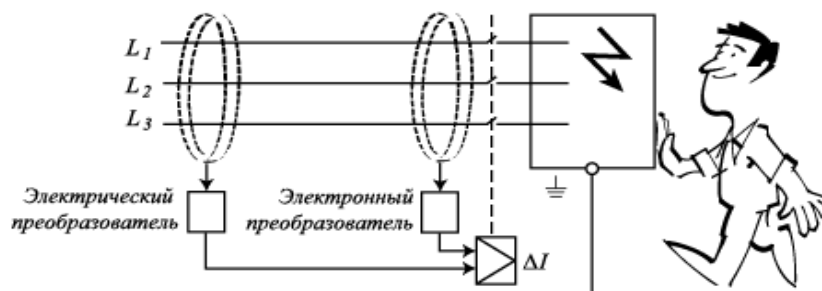 L1
L2
L3
Электрический
преобразователь
Электронный
преобразователь
ΔI